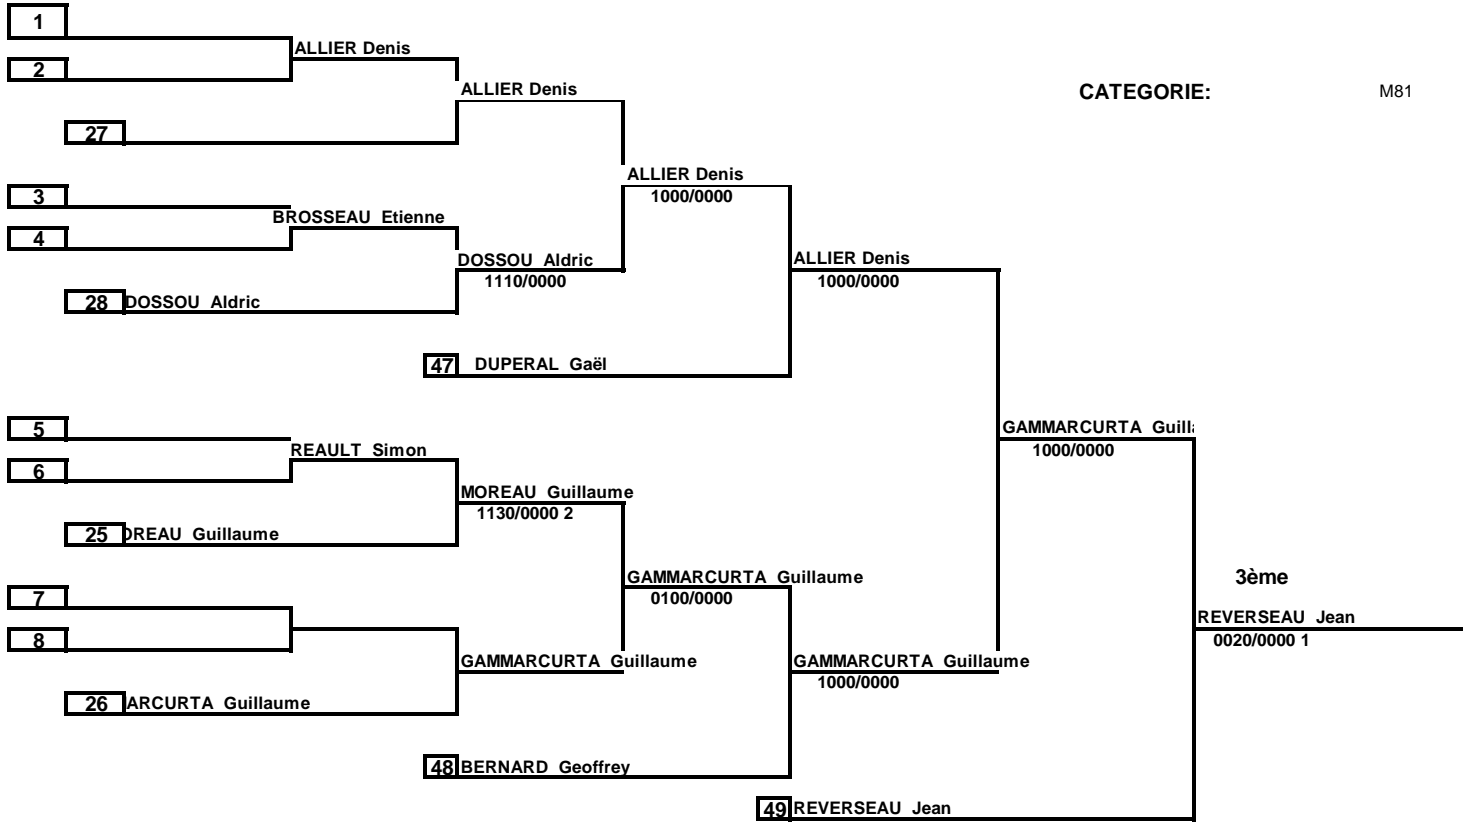 1
ALLIER Denis
2
ALLIER Denis
CATEGORIE: M81
27
ALLIER Denis
1000/0000
3
BROSSEAU Etienne
4
DOSSOU Aldric
1110/0000
ALLIER Denis
1000/0000
28 DOSSOU Aldric
47 DUPERAL Gaël
5
GAMMARCURTA Guill
1000/0000
REAULT Simon
6
MOREAU Guillaume
1130/0000 2
25 OREAU Guillaume
3ème
GAMMARCURTA Guillaume
0100/0000
7
REVERSEAU Jean
0020/0000 1
8
GAMMARCURTA Guillaume
GAMMARCURTA Guillaume
1000/0000
26 ARCURTA Guillaume
48 BERNARD Geoffrey
49 REVERSEAU Jean